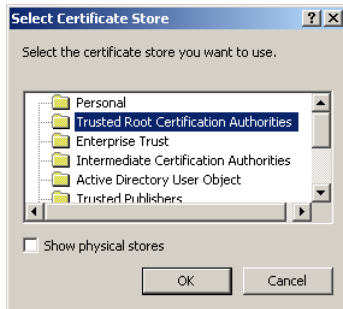 Select Certificate Store
Select the certificate store you want to use.
Personal
Trusted Root Certification Authorities
Enterprise Trust
Intermediate Certification Authorities
Active Directory User Object
Trusted Publishers
Show physical stores
OK Cancel